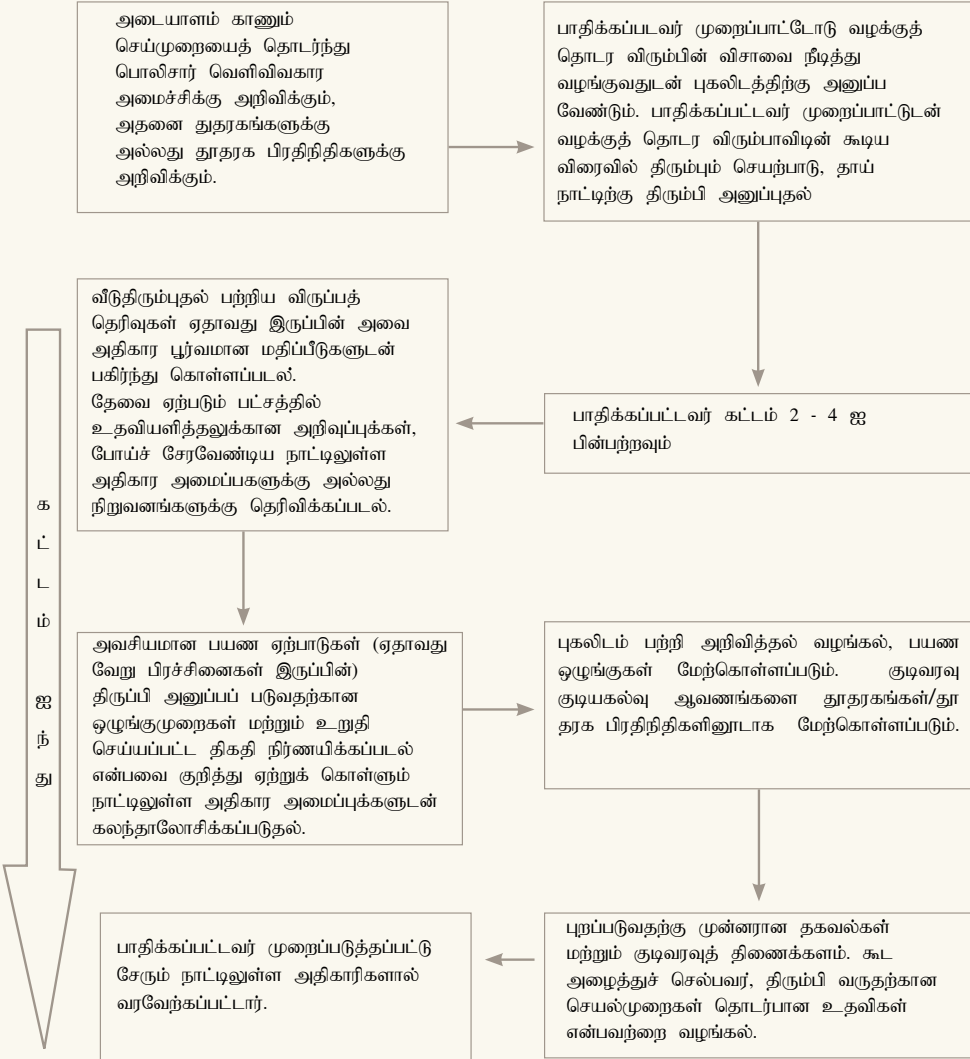 அடையாளம் காணும்
செய்முறையைத் தொடர்ந்து
பொலிசார் வெளிவிவகார
அமைச்சிக்கு அறிவிக்கும்,
அதனை துதரகங்களுக்கு
அல்லது தூதரக பிரதிநிதிகளுக்கு
அறிவிக்கும்.
பாதிக்கப்படவர் முறைப்பாட்டோடு வழக்குத்
தொடர விரும்பின் விசாவை நீடித்து
வழங்குவதுடன் புகலிடத்திற்கு அனுப்ப
வேண்டும். பாதிக்கப்பட்டவர் முறைப்பாட்டுடன்
வழக்குத் தொடர விரும்பாவிடின் கூடிய
விரைவில் திரும்பும் செயற்பாடு, தாய்
நாட்டிற்கு திரும்பி அனுப்புதல்
பாதிக்கப்பட்டவர் கட்டம் 2 - 4 ஐ
பின்பற்றவும்
வீடுதிரும்புதல் பற்றிய விருப்பத்
தெரிவுகள் ஏதாவது இருப்பின் அவை
அதிகார பூர்வமான மதிப்பீடுகளுடன்
பகிர்ந்து கொள்ளப்படல்.
தேவை ஏற்படும் பட்சத்தில்
உதவியளித்தலுக்கான அறிவுப்புக்கள்,
போய்ச் சேரவேண்டிய நாட்டிலுள்ள
அதிகார அமைப்பகளுக்கு அல்லது
நிறுவனங்களுக்கு தெரிவிக்கப்படல்.
அவசியமான பயண ஏற்பாடுகள் (ஏதாவது
வேறு பிரச்சினைகள் இருப்பின்)
திருப்பி அனுப்பப் படுவதற்கான
ஒழுங்குமுறைகள் மற்றும் உறுதி
செய்யப்பட்ட திகதி நிர்ணயிக்கப்படல்
என்பவை குறித்து ஏற்றுக் கொள்ளும்
நாட்டிலுள்ள அதிகார அமைப்புக்களுடன்
கலந்தாலோசிக்கப்படுதல்.
புகலிடம் பற்றி அறிவித்தல் வழங்கல், பயண
ஒழுங்குகள் மேற்கொள்ளப்படும். குடிவரவு
குடியகல்வு ஆவணங்களை தூதரகங்கள்/தூ
தரக பிரதிநிதிகளினூடாக மேற்கொள்ளப்படும்.
புறப்படுவதற்கு முன்னரான தகவல்கள்
மற்றும் குடிவரவுத் திணைக்களம். கூட
அழைத்துச் செல்பவர், திரும்பி வருதற்கான
செயல்முறைகள் தொடர்பான உதவிகள்
என்பவற்றை வழங்கல்.
பாதிக்கப்பட்டவர் முறைப்படுத்தப்பட்டு
சேரும் நாட்டிலுள்ள அதிகாரிகளால்
வரவேற்கப்பட்டார்.
கட்டம் ஐந்து